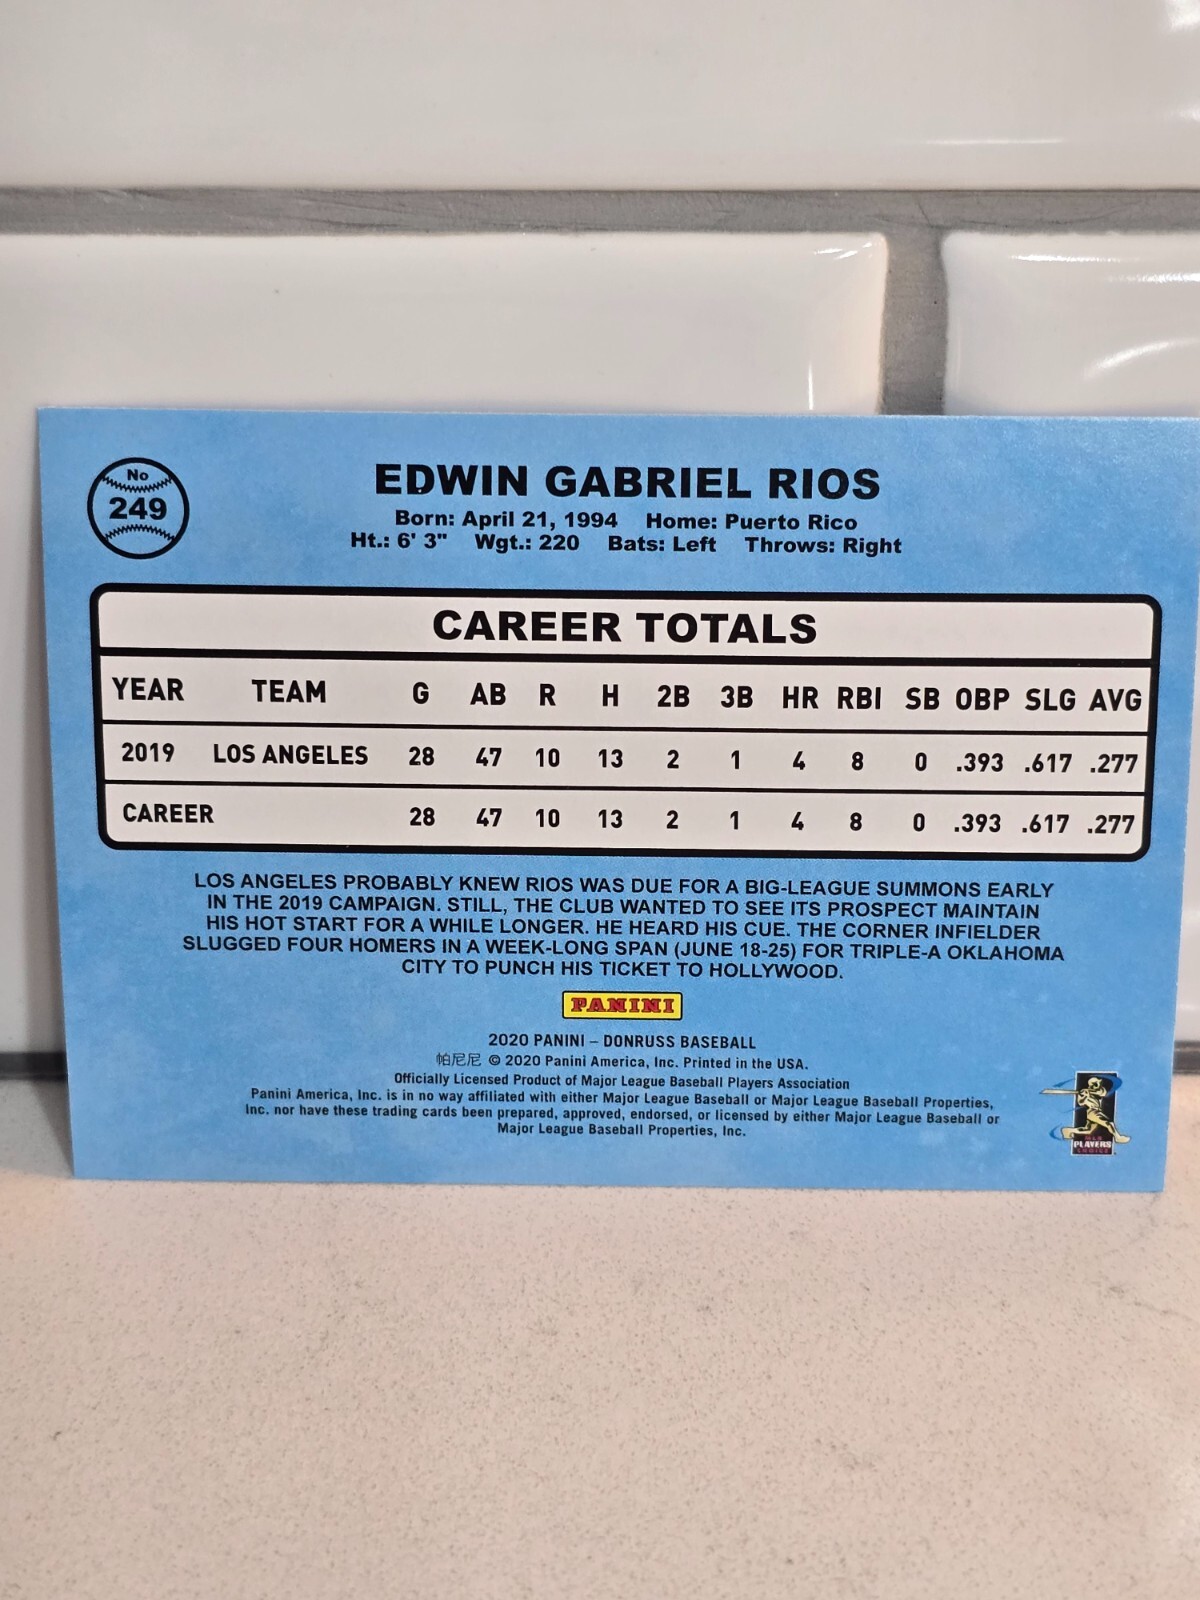 No
249
EDWIN GABRIEL RIOS
Born: April 21, 1994 Home: Puerto Rico
Ht.: 6' 3" Wgt.: 220 Bats: Left Throws: Right
CAREER TOTALS
YEAR TEAM G AB R H 2B 3B HR RBI SB OBP SLG AVG
2019 LOS ANGELES 28 47 10 13 2 1 4 8 0 .393 .617 .277
CAREER 28 47 10 13 2 1 4 8 0 .393 .617 .277
LOS ANGELES PROBABLY KNEW RIOS WAS DUE FOR A BIG-LEAGUE SUMMONS EARLY
IN THE 2019 CAMPAIGN. STILL, THE CLUB WANTED TO SEE ITS PROSPECT MAINTAIN
HIS HOT START FOR A WHILE LONGER. HE HEARD HIS CUE. THE CORNER INFIELDER
SLUGGED FOUR HOMERS IN A WEEK-LONG SPAN (JUNE 18-25) FOR TRIPLE-A OKLAHOMA
CITY TO PUNCH HIS TICKET TO HOLLYWOOD.
PANINI
2020 PANINI – DONRUSS BASEBALL
帕尼尼 © 2020 Panini America, Inc. Printed in the USA.
Officially Licensed Product of Major League Baseball Players Association
Panini America, Inc. is in no way affiliated with either Major League Baseball or Major League Baseball Properties,
Inc. nor have these trading cards been prepared, approved, endorsed, or licensed by either Major League Baseball or
Major League Baseball Properties, Inc.
MLB
PLAYERS
CHOICE